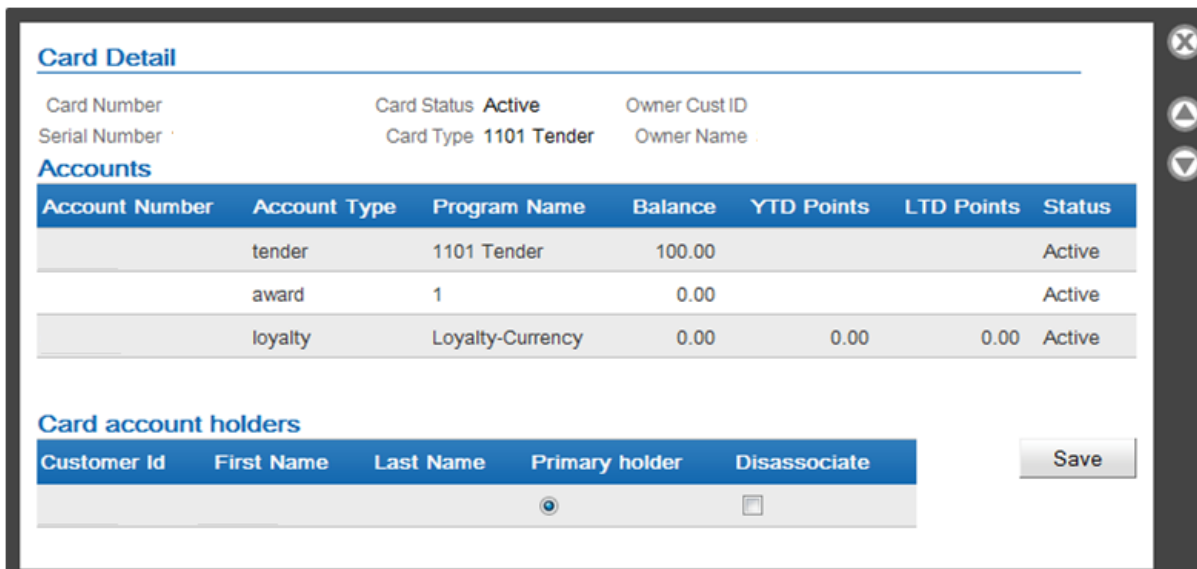 Card Detail
Card Number Card Status Active Owner Cust ID
Serial Number Card Type 1101 Tender Owner Name
Accounts
Account Number Account Type Program Name Balance YTD Points LTD Points Status
tender 1101 Tender 100.00 Active
award 1 0.00 Active
loyalty Loyalty-Currency 0.00 0.00 0.00 Active
Card account holders
Customer Id First Name Last Name Primary holder Disassociate
Save